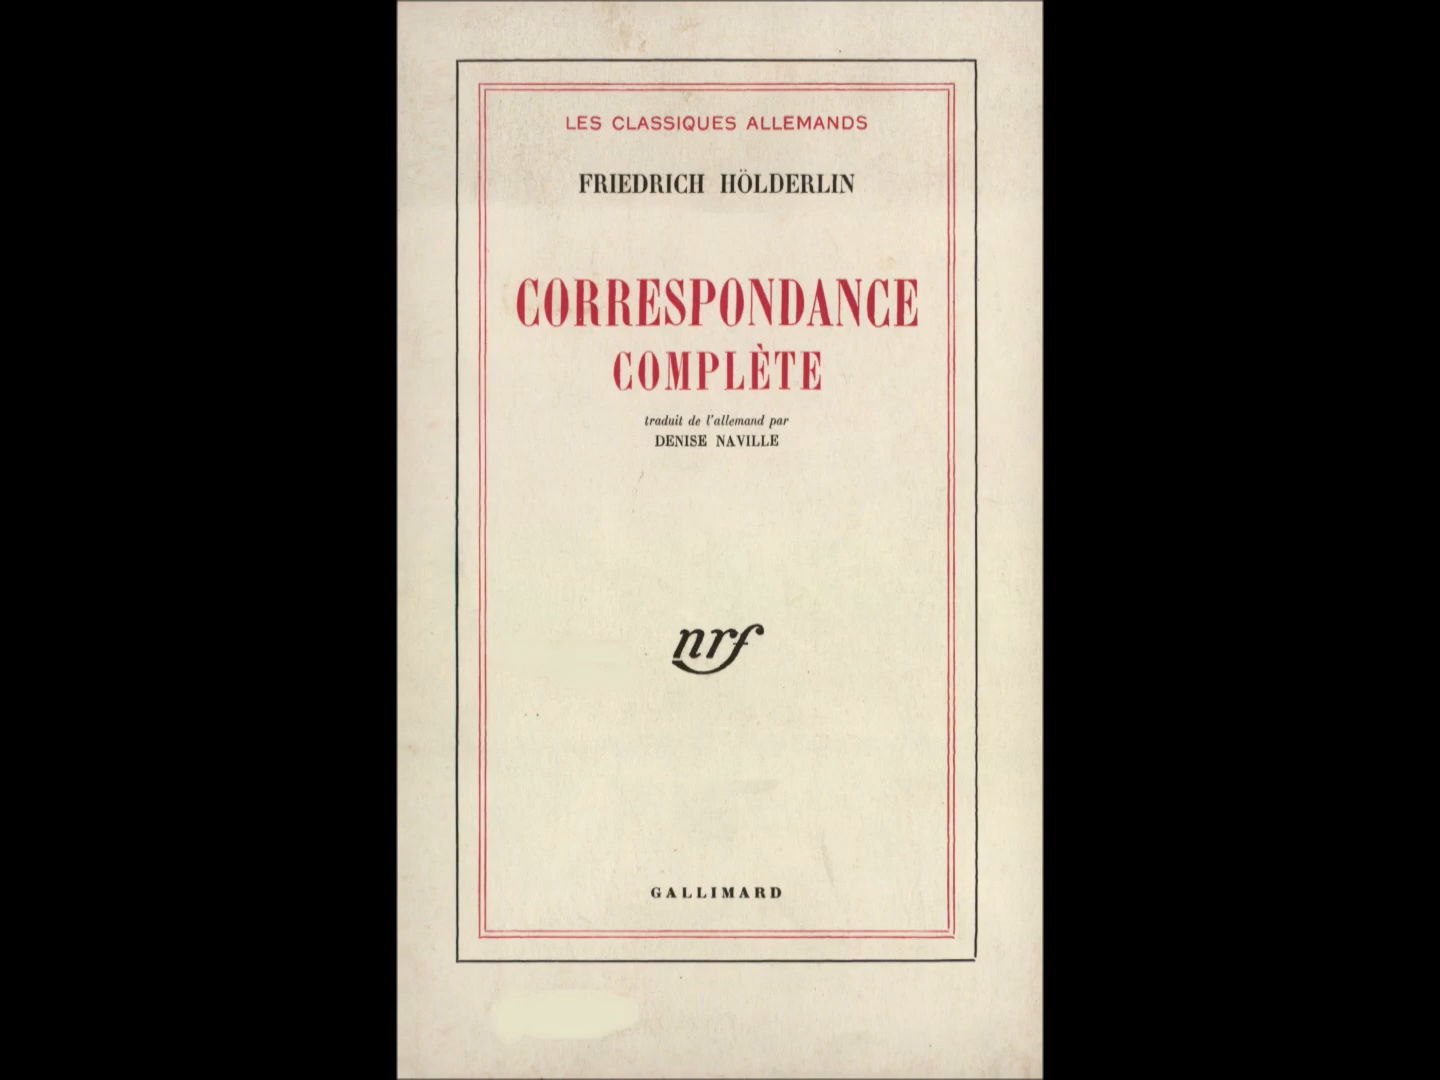 LES CLASSIQUES ALLEMANDS
FRIEDRICH HÖLDERLIN
CORRESPONDANCE
COMPLÈTE
traduit de l'allemand par
DENISE NAVILLE
nrf
GALLIMARD